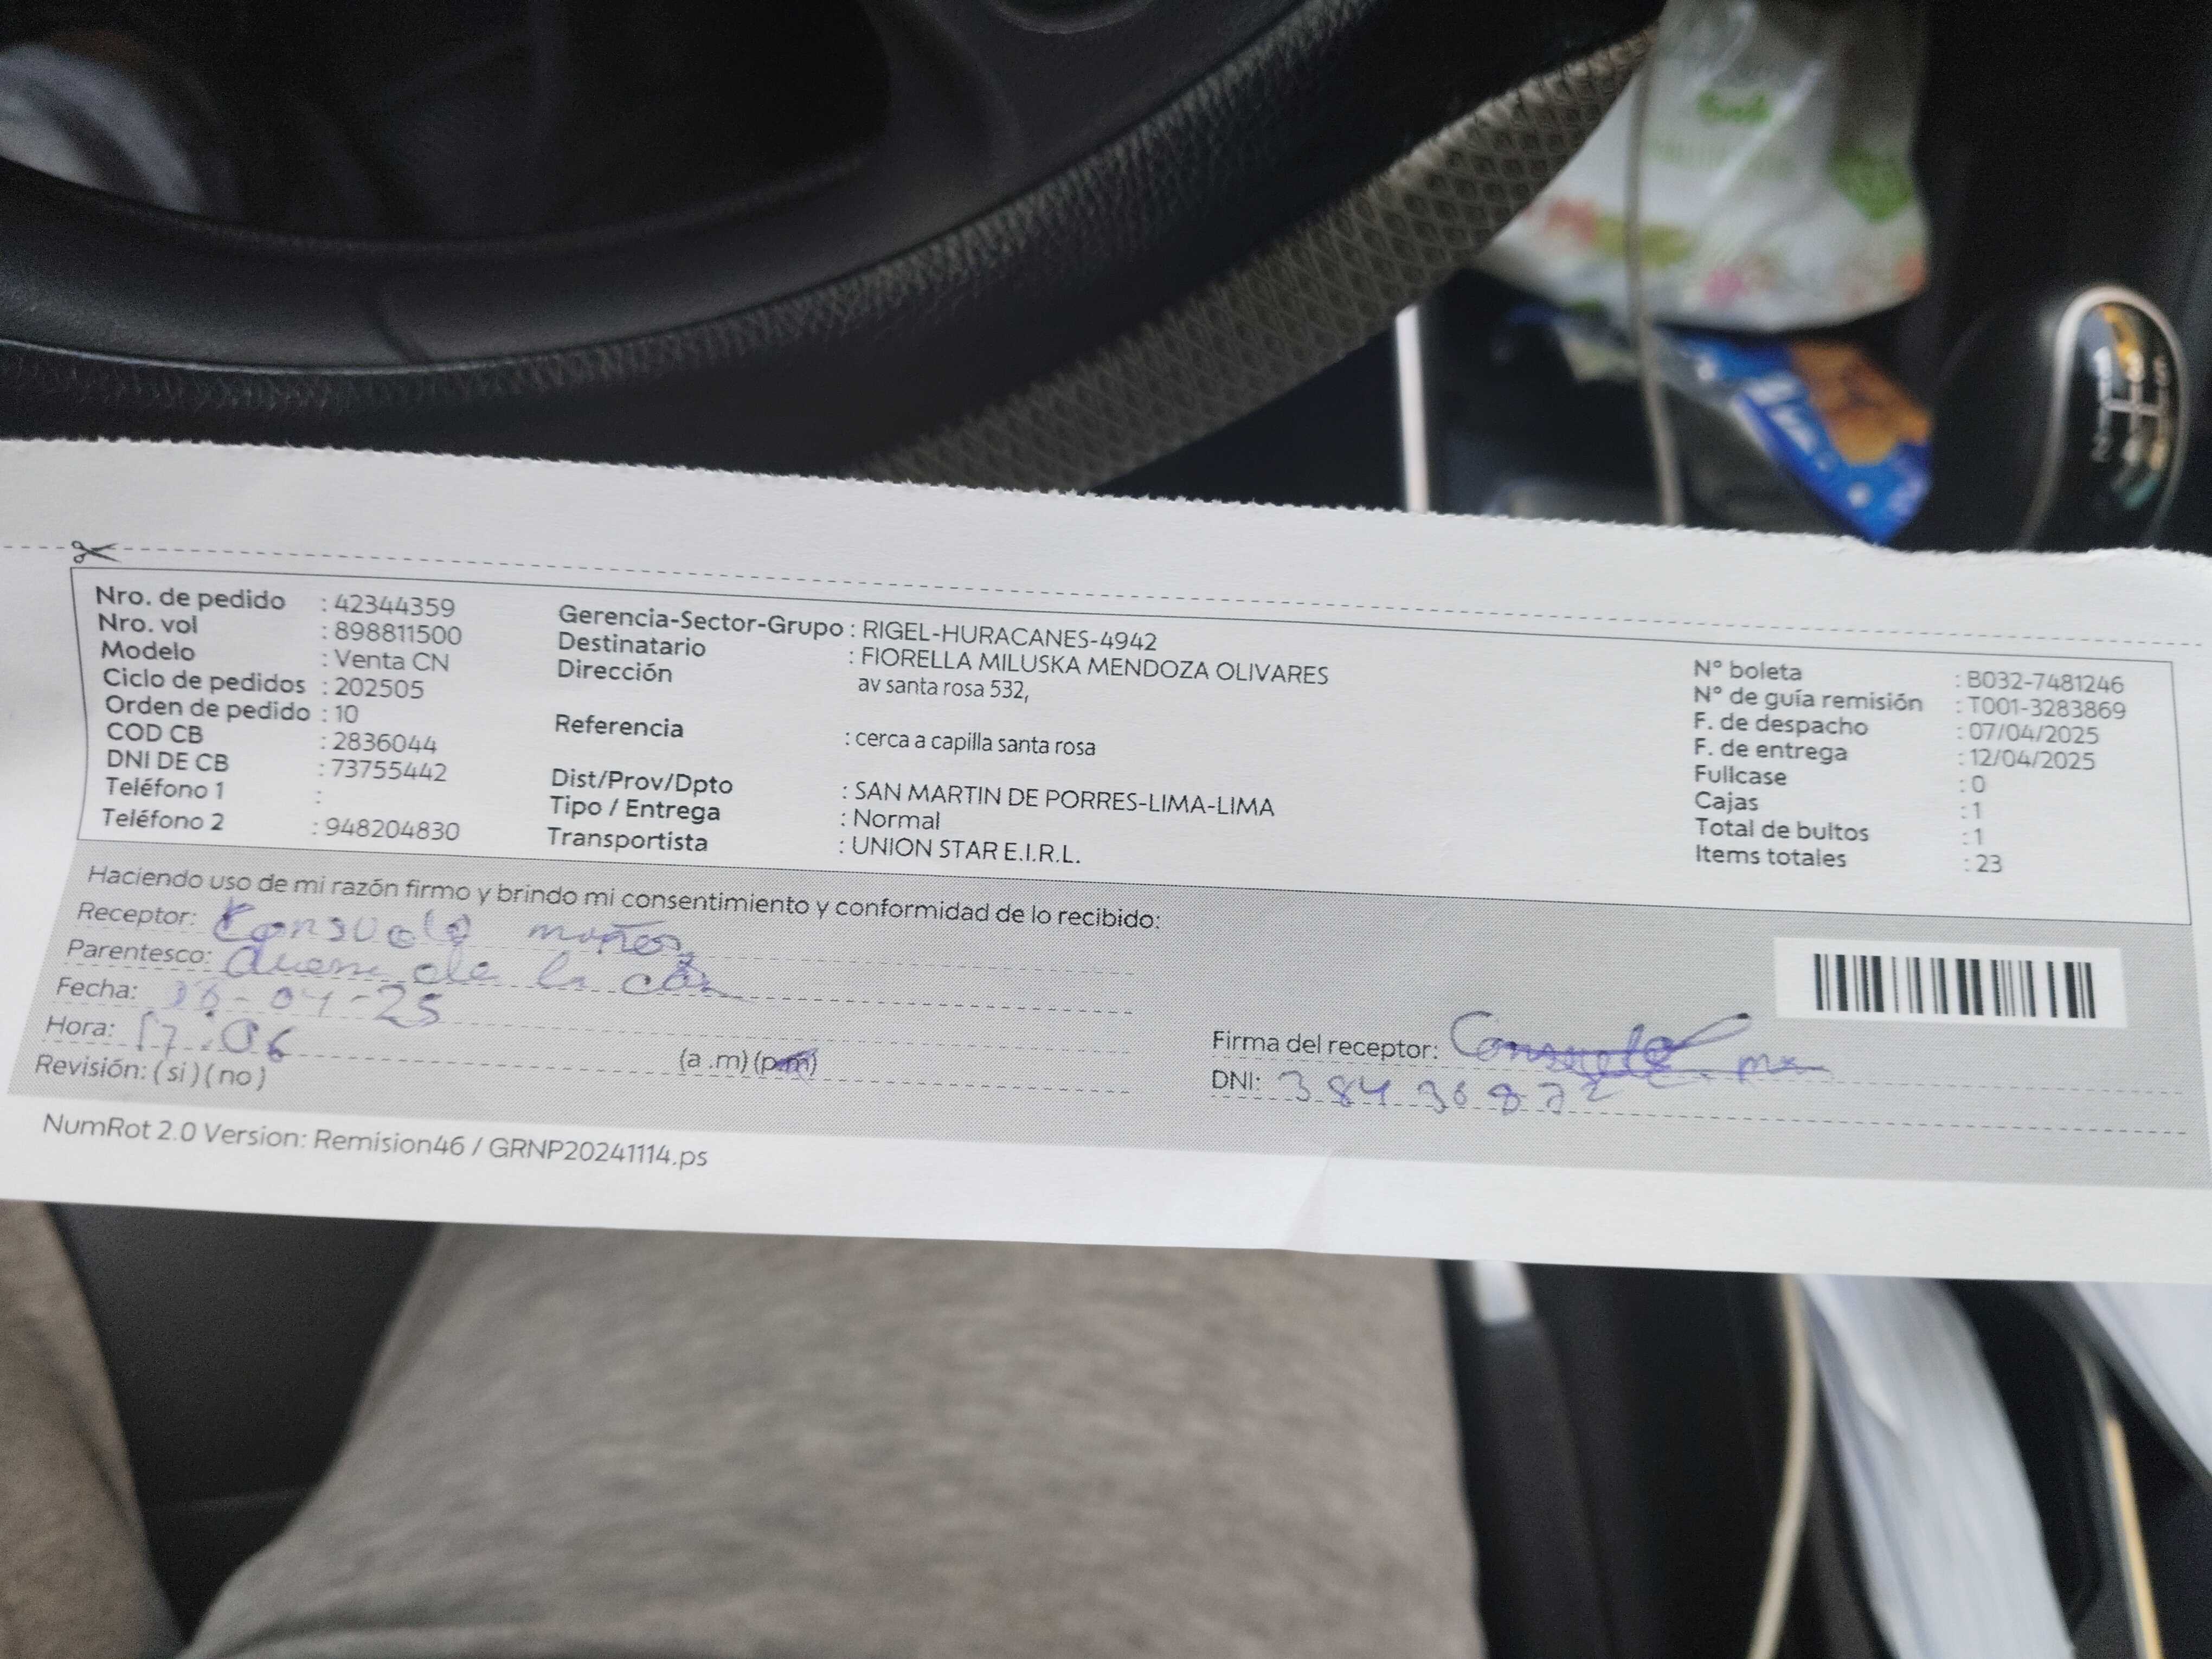 Nro. de pedido : 42344359
Nro. vol : 898811500
Modelo : Venta CN
Ciclo de pedidos : 202505
Orden de pedido : 10
COD CB : 2836044
DNI DE CB : 73755442
Teléfono 1 :
Teléfono 2 : 948204830
Gerencia-Sector-Grupo : RIGEL-HURACANES-4942
Destinatario : FIORELLA MILUSKA MENDOZA OLIVARES
Dirección av santa rosa 532,
Referencia : cerca a capilla santa rosa
Dist/Prov/Dpto : SAN MARTIN DE PORRES-LIMA-LIMA
Tipo / Entrega : Normal
Transportista : UNION STAR E.I.R.L.
N° boleta : B032-7481246
N° de guía remisión : T001-3283869
F. de despacho : 07/04/2025
F. de entrega : 12/04/2025
Fullcase : 0
Cajas : 1
Total de bultos : 1
Items totales : 23
Haciendo uso de mi razón firmo y brindo mi consentimiento y conformidad de lo recibido:
Receptor: Consuelo muñoz
Parentesco: de la
Fecha:
Hora: 17:06 (a .m) (p.m)
Revisión: ( si ) ( no )
Firma del receptor: Consuelo
DNI:
NumRot 2.0 Version: Remision46 / GRNP20241114.ps